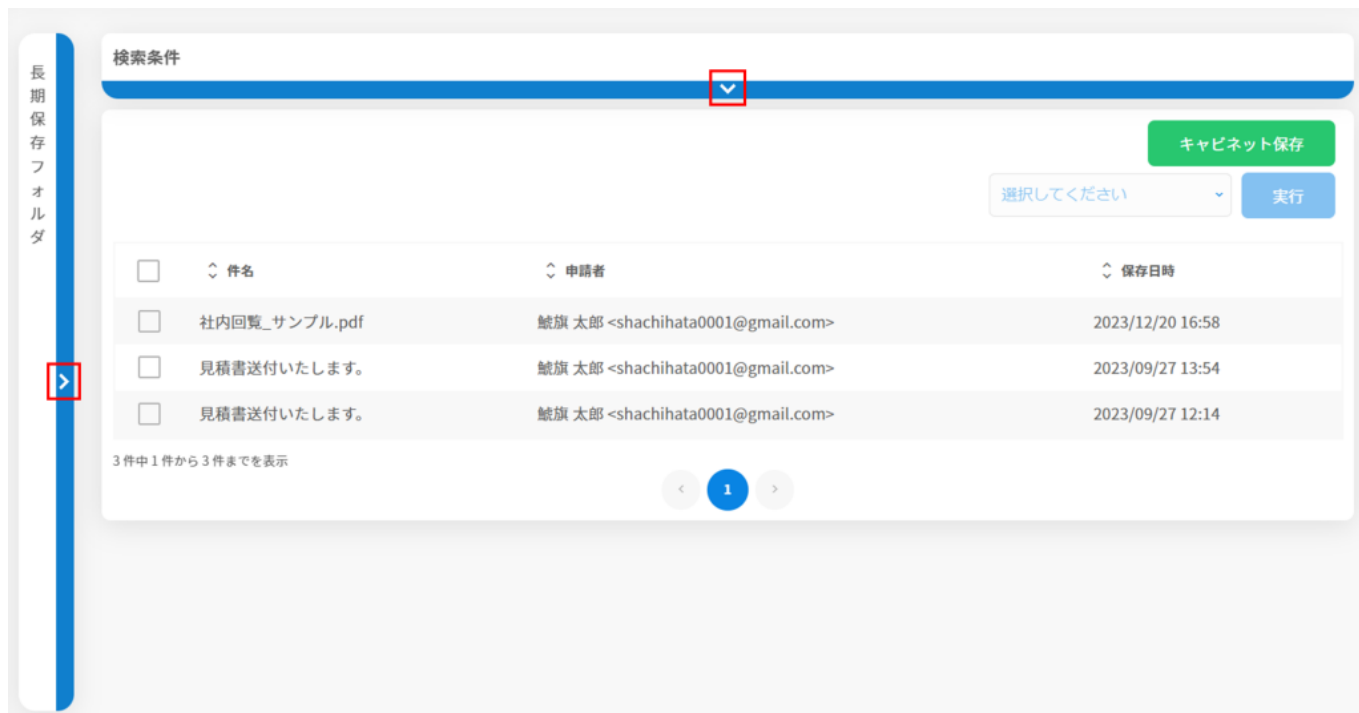 長期保存フォルダ
検索条件
キャビネット保存
選択してください 実行
件名 申請者 保存日時
社内回覧_サンプル.pdf 鯱旗 太郎 <shachihata0001@gmail.com> 2023/12/20 16:58
見積書送付いたします。 鯱旗 太郎 <shachihata0001@gmail.com> 2023/09/27 13:54
見積書送付いたします。 鯱旗 太郎 <shachihata0001@gmail.com> 2023/09/27 12:14
3 件中 1 件から 3 件までを表示
1